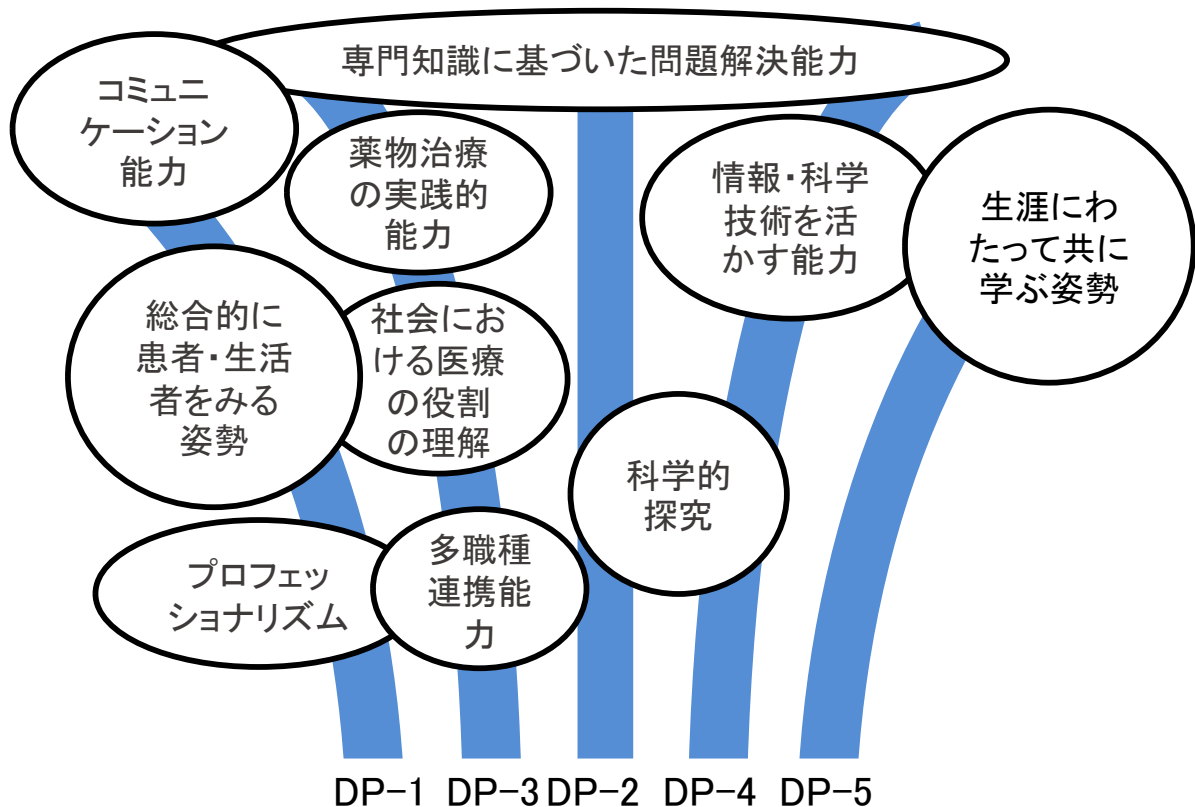 専門知識に基づいた問題解決能力
コミュニ
ケーション
能力
薬物治療
の実践的
能力
情報・科学
技術を活
かす能力
生涯にわ
たって共に
学ぶ姿勢
総合的に
患者・生活
者をみる
姿勢
社会にお
ける医療
の役割
の理解
科学的
探究
プロフェッ
ショナリズム
多職種
連携能
力
DP-1 DP-3 DP-2 DP-4 DP-5